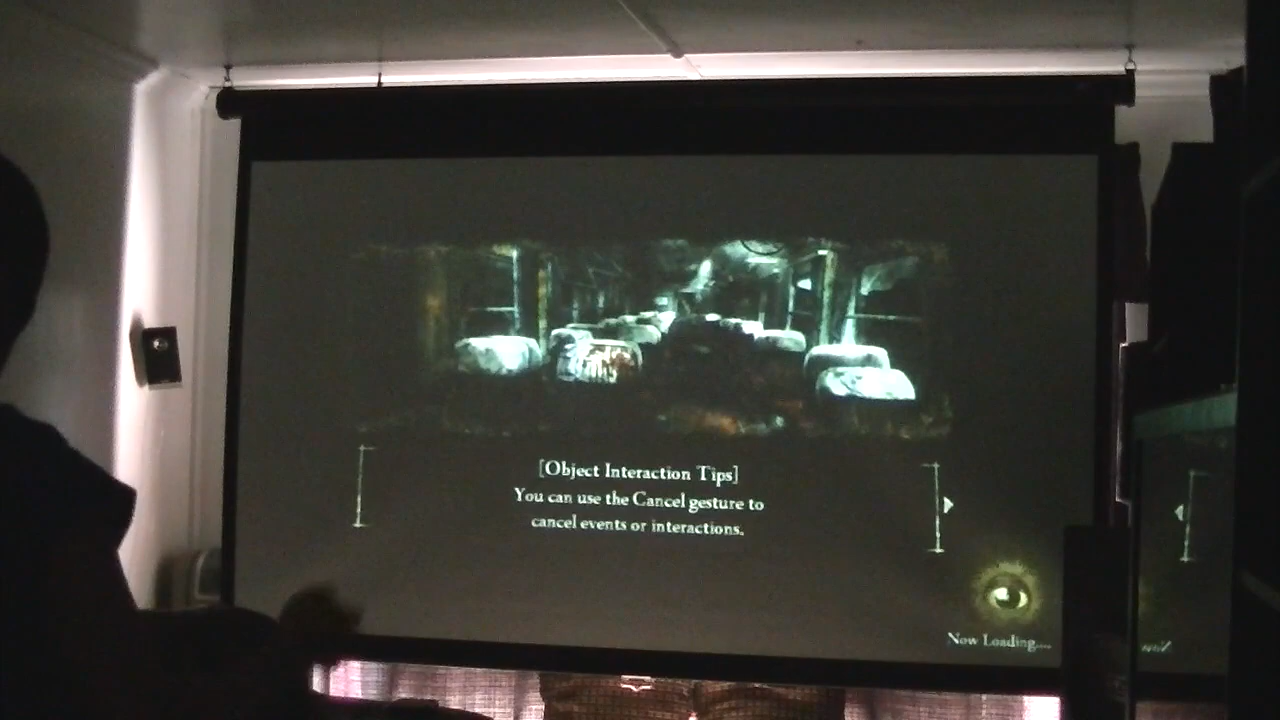 [Object Interaction Tips]
You can use the Cancel gesture to
cancel events or interactions.
Now Loading....